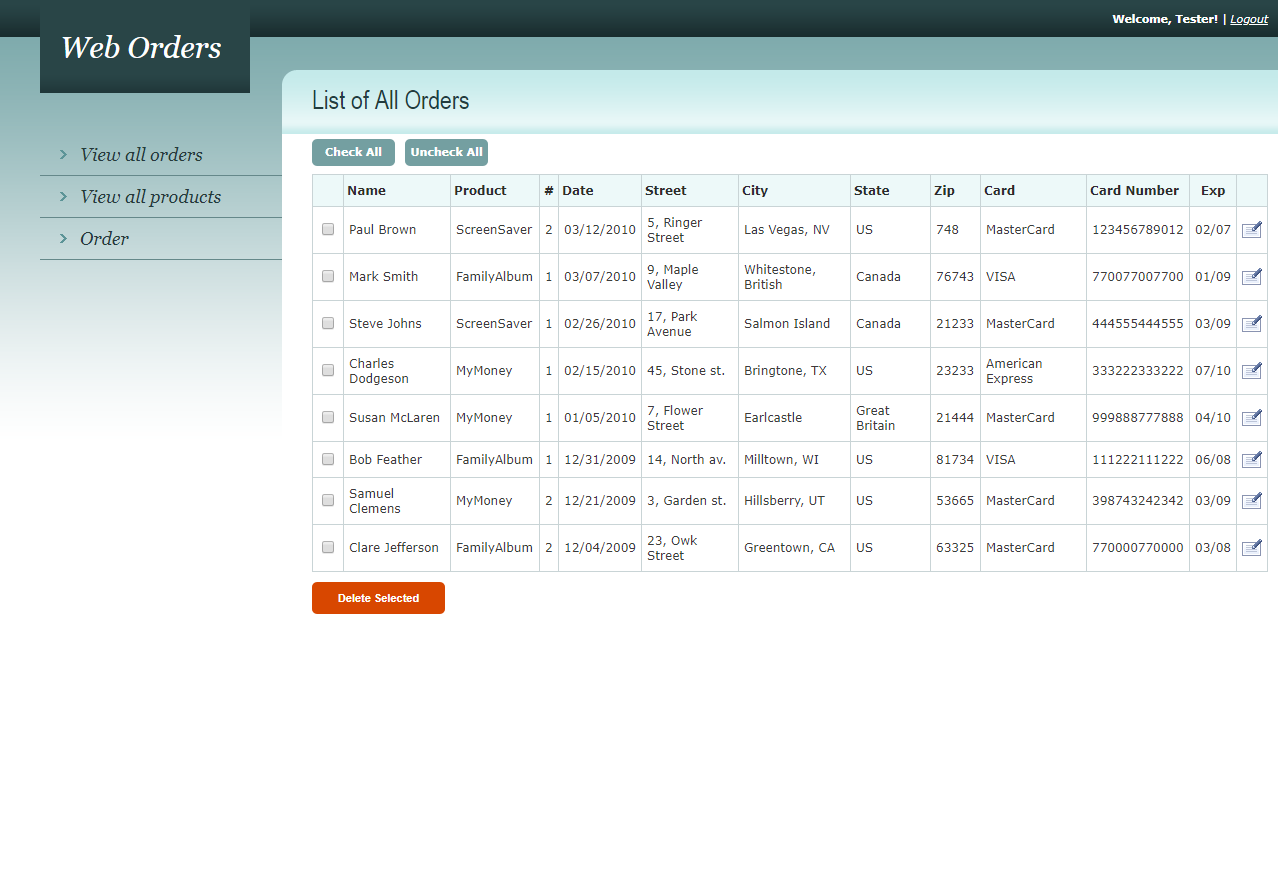 Welcome, Tester! | Logout
Web Orders
List of All Orders
View all orders
View all products
Order
Check All Uncheck All
Name Product # Date Street City State Zip Card Card Number Exp
Paul Brown ScreenSaver 2 03/12/2010 5, Ringer Street Las Vegas, NV US 748 MasterCard 123456789012 02/07
Mark Smith FamilyAlbum 1 03/07/2010 9, Maple Valley Whitestone, British Canada 76743 VISA 770077007700 01/09
Steve Johns ScreenSaver 1 02/26/2010 17, Park Avenue Salmon Island Canada 21233 MasterCard 444555444555 03/09
Charles Dodgeson MyMoney 1 02/15/2010 45, Stone st. Bringtone, TX US 23233 American Express 333222333222 07/10
Susan McLaren MyMoney 1 01/05/2010 7, Flower Street Earlcastle Great Britain 21444 MasterCard 999888777888 04/10
Bob Feather FamilyAlbum 1 12/31/2009 14, North av. Milltown, WI US 81734 VISA 111222111222 06/08
Samuel Clemens MyMoney 2 12/21/2009 3, Garden st. Hillsberry, UT US 53665 MasterCard 398743242342 03/09
Clare Jefferson FamilyAlbum 2 12/04/2009 23, Owk Street Greentown, CA US 63325 MasterCard 770000770000 03/08
Delete Selected